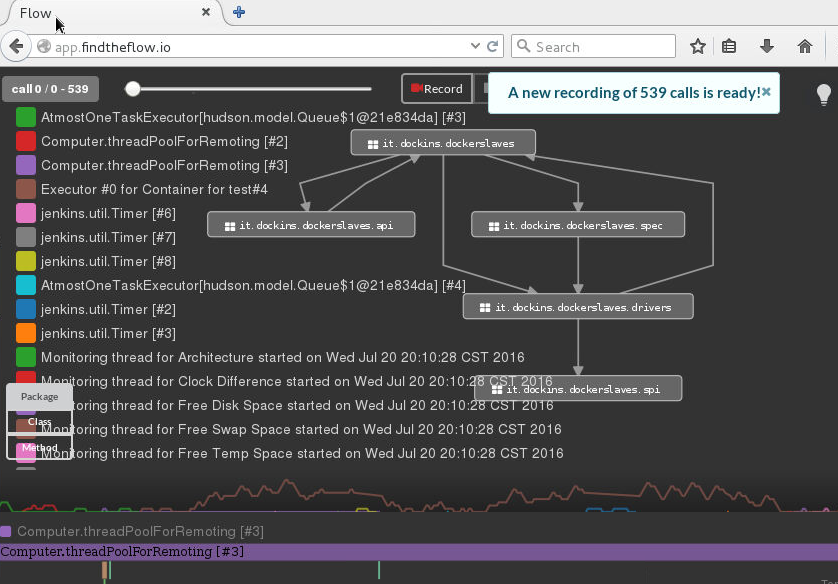 Flow
app.findtheflow.io
Search
call 0 / 0 - 539
Record
A new recording of 539 calls is ready!
AtmostOneTaskExecutor[hudson.model.Queue$1@21e834da] [#3]
Computer.threadPoolForRemoting [#2]
it.dockins.dockerslaves
Computer.threadPoolForRemoting [#3]
Executor #0 for Container for test#4
jenkins.util.Timer [#6]
it.dockins.dockerslaves.api
it.dockins.dockerslaves.spec
jenkins.util.Timer [#7]
jenkins.util.Timer [#8]
AtmostOneTaskExecutor[hudson.model.Queue$1@21e834da] [#4]
jenkins.util.Timer [#2]
it.dockins.dockerslaves.drivers
jenkins.util.Timer [#3]
Monitoring thread for Architecture started on Wed Jul 20 20:10:28 CST 2016
Monitoring thread for Clock Difference started on Wed Jul 20 20:10:28 CST 2016
it.dockins.dockerslaves.spi
Package
Monitoring thread for Free Disk Space started on Wed Jul 20 20:10:28 CST 2016
Class
Monitoring thread for Free Swap Space started on Wed Jul 20 20:10:28 CST 2016
Method
Monitoring thread for Free Temp Space started on Wed Jul 20 20:10:28 CST 2016
Computer.threadPoolForRemoting [#3]
Computer.threadPoolForRemoting [#3]